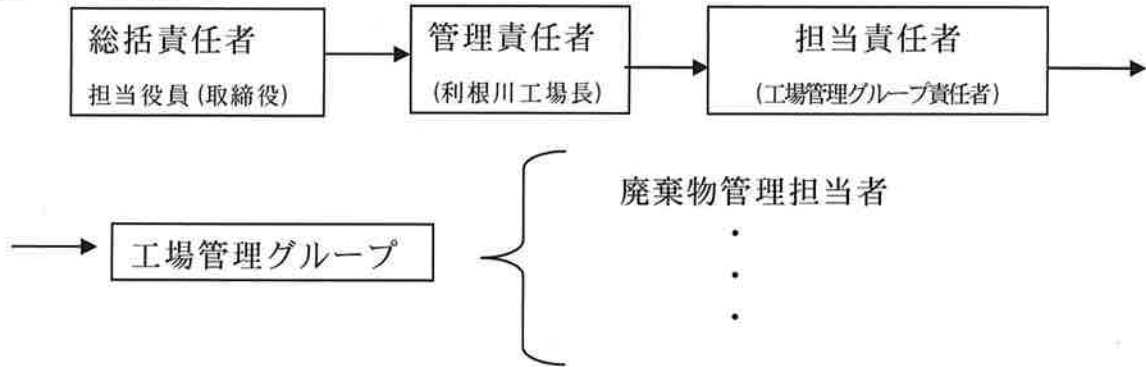 総括責任者
担当役員(取締役)
管理責任者
(利根川工場長)
担当責任者
(工場管理グループ責任者)
工場管理グループ
廃棄物管理担当者
・
・
・